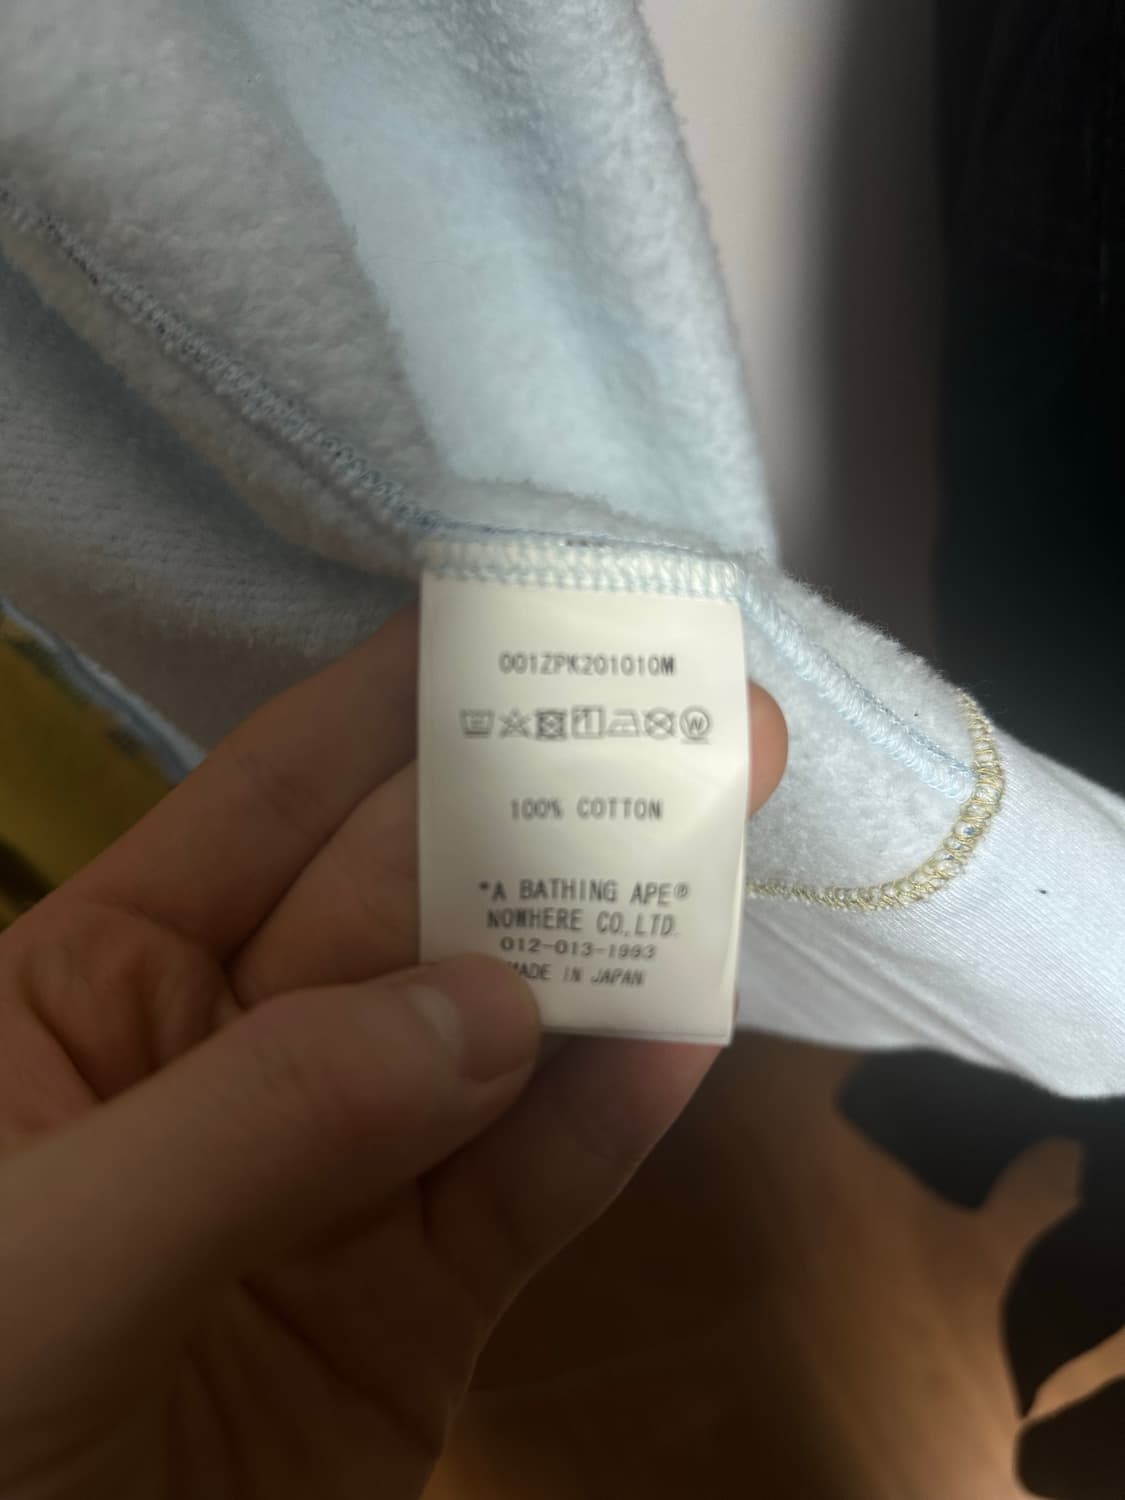 001ZPK201010M
W
100% COTTON
"A BATHING APE®
NOWHERE CO.,LTD.
012-013-1993
MADE IN JAPAN